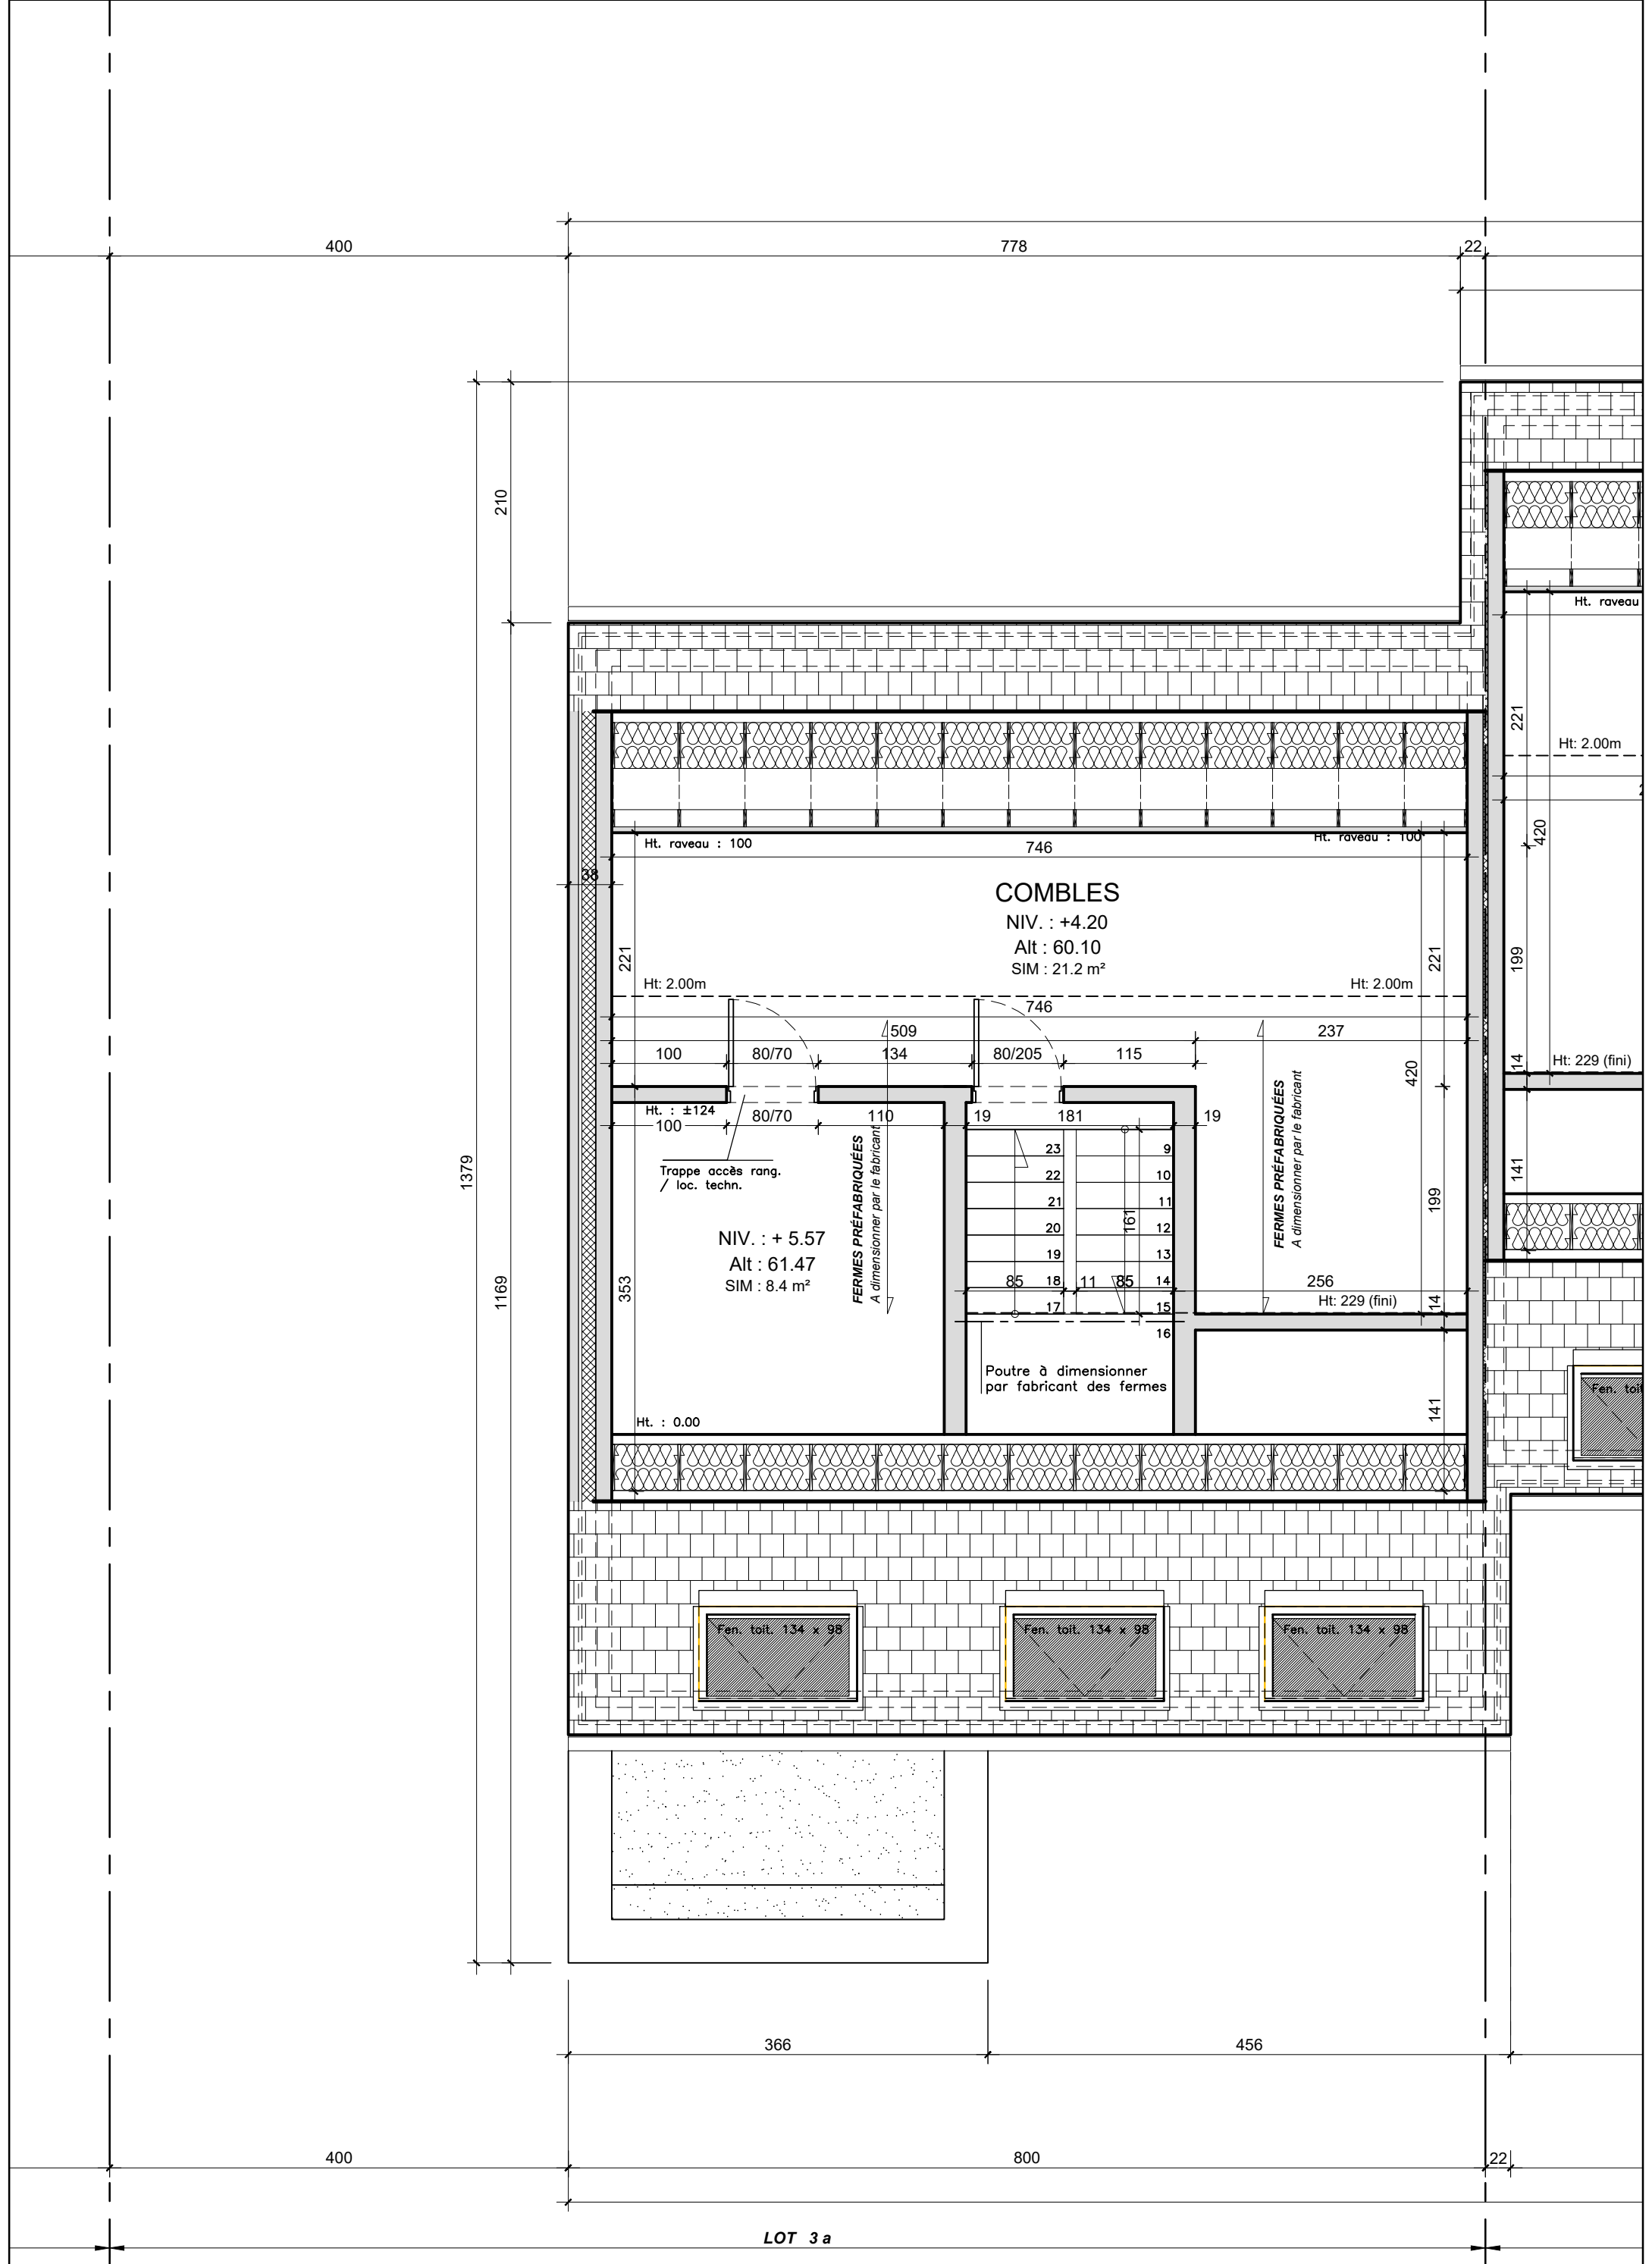 400
778
22
210
Ht. raveau
221
Ht: 2.00m
Ht. raveau : 100
Ht. raveau : 100
746
38
420
COMBLES
NIV. : +4.20
Alt : 60.10
SIM : 21.2 m²
221
221
199
Ht: 2.00m
Ht: 2.00m
746
509
237
100
80/70
134
80/205
115
14
Ht: 229 (fini)
420
Ht. : ±124
100
80/70
110
19
181
19
FERMES PRÉFABRIQUÉES
A dimensionner par le fabricant
FERMES PRÉFABRIQUÉES
A dimensionner par le fabricant
Trappe accès rang.
/ loc. techn.
1379
1169
23
22
21
20
19
18
17
9
10
11
12
13
14
15
16
161
199
141
NIV. : + 5.57
Alt : 61.47
SIM : 8.4 m²
353
85
11
85
256
Ht: 229 (fini)
14
Poutre à dimensionner
par fabricant des fermes
141
Ht. : 0.00
Fen. toit
Fen. toit. 134 x 98
Fen. toit. 134 x 98
Fen. toit. 134 x 98
366
456
400
800
22
LOT 3 a